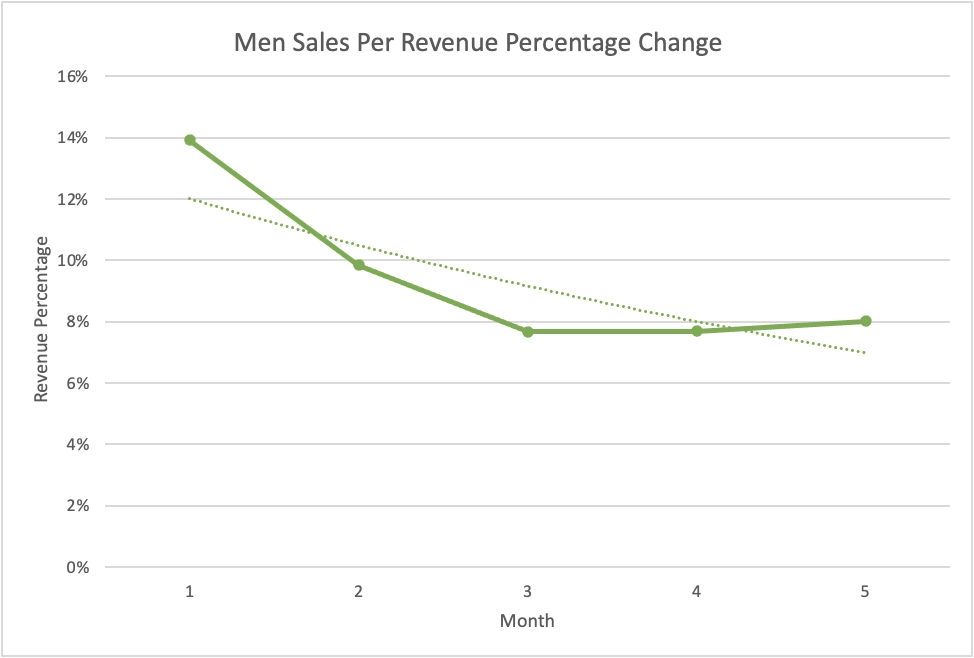 Men Sales Per Revenue Percentage Change
16%
14%
12%
10%
8%
6%
4%
2%
0%
Revenue Percentage
1 2 3 4 5
Month